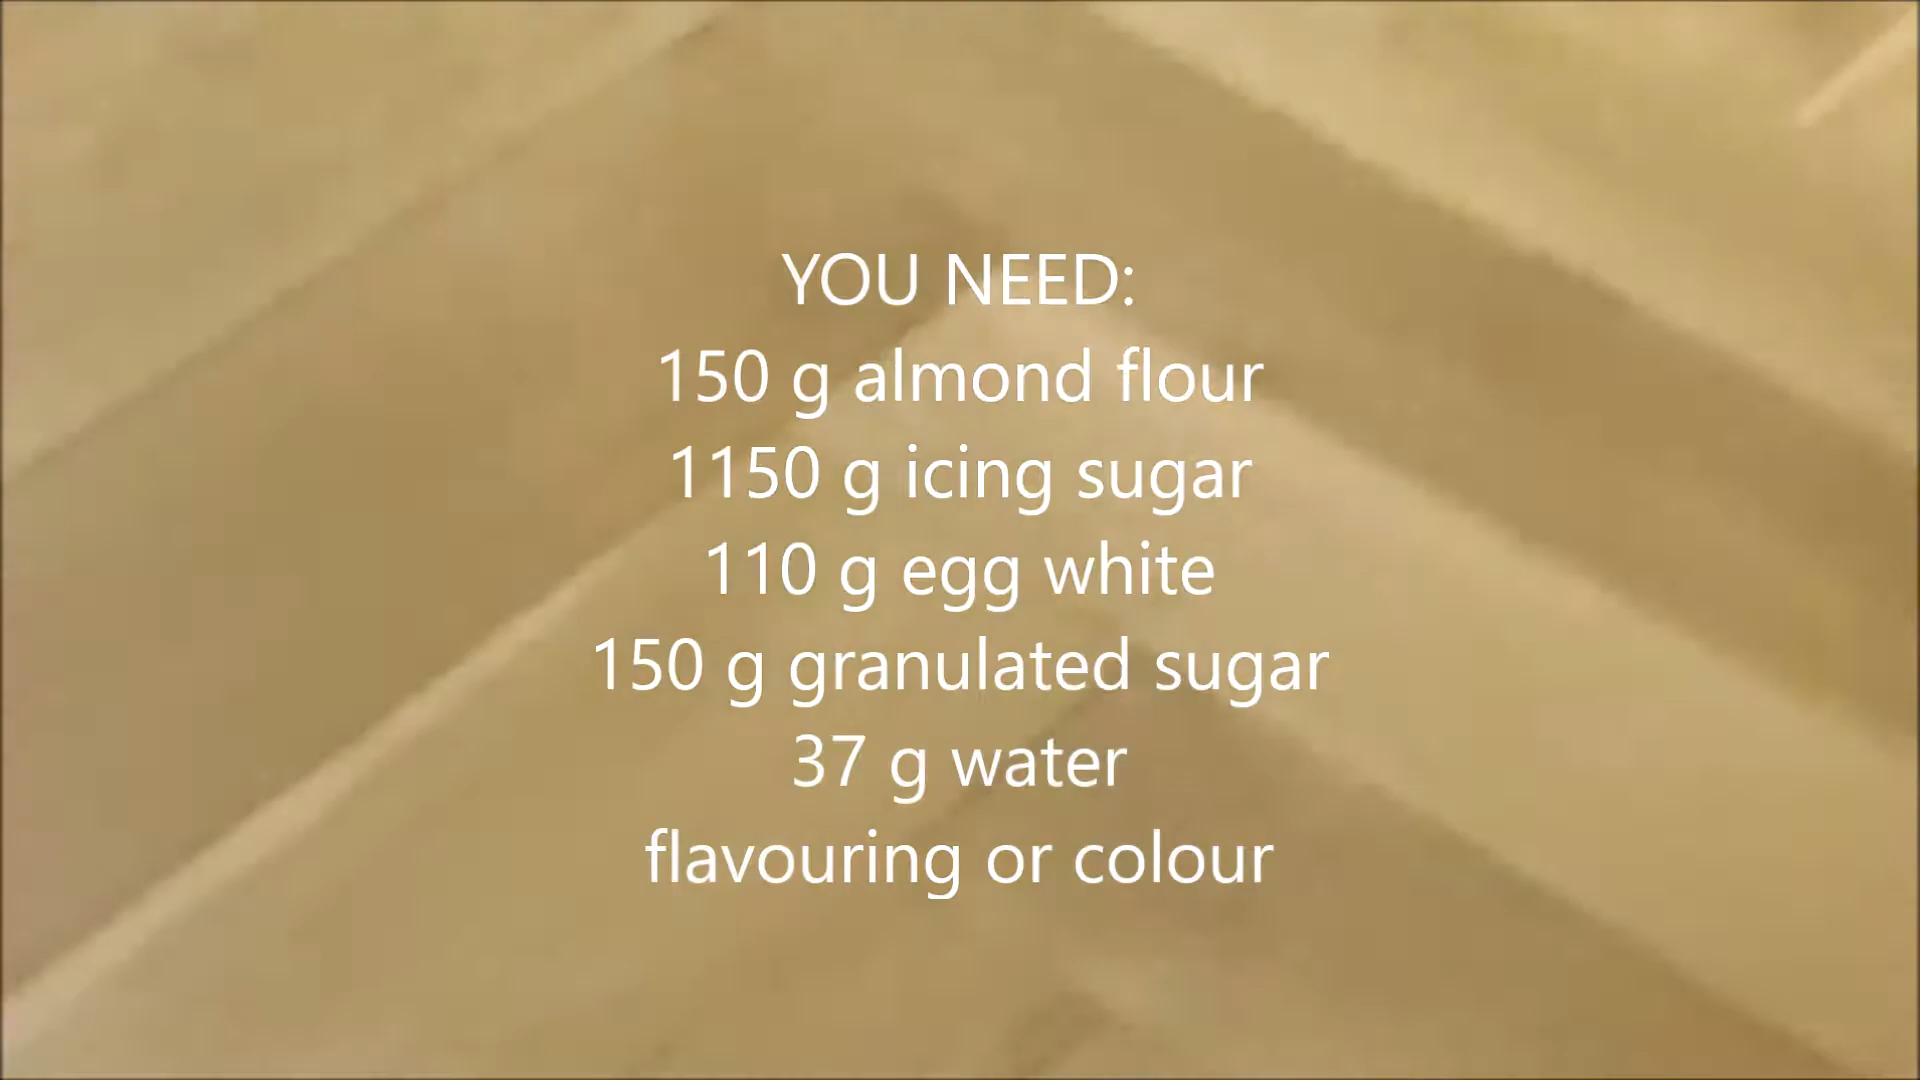 YOU NEED:
150 g almond flour
1150 g icing sugar
110 g egg white
150 g granulated sugar
37 g water
flavouring or colour